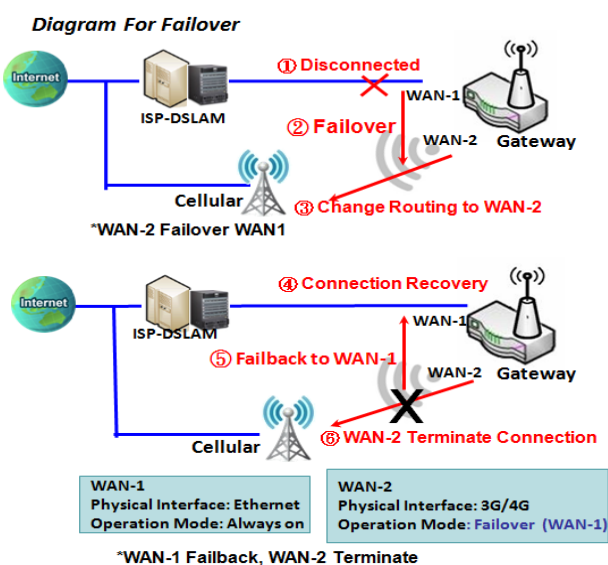 Diagram For Failover
① Disconnected
Internet
WAN-1
ISP-DSLAM
② Failover
WAN-2
Gateway
Cellular
③ Change Routing to WAN-2
*WAN-2 Failover WAN1
④ Connection Recovery
Internet
WAN-1
ISP-DSLAM
⑤ Failback to WAN-1
WAN-2
Gateway
Cellular
⑥ WAN-2 Terminate Connection
WAN-1
Physical Interface: Ethernet
Operation Mode: Always on
WAN-2
Physical Interface: 3G/4G
Operation Mode: Failover (WAN-1)
*WAN-1 Failback, WAN-2 Terminate